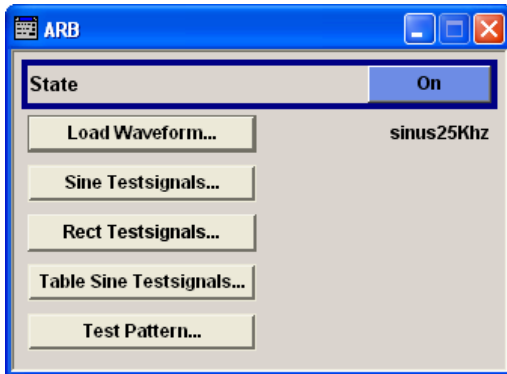 ARB
State On
Load Waveform... sinus25Khz
Sine Testsignals...
Rect Testsignals...
Table Sine Testsignals...
Test Pattern...